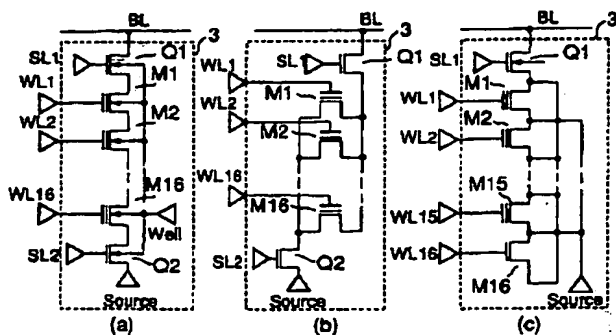 BL
3
SL1
Q1
M1
WL1
M2
WL2
M16
WL16
Well
SL2
Q2
Source
(a)
BL
3
WL1
SL1
Q1
WL2
M1
M2
WL16
M16
SL2
Q2
Source
(b)
BL
3
SL1
Q1
M1
WL1
M2
WL2
M15
WL15
WL16
M16
Source
(c)